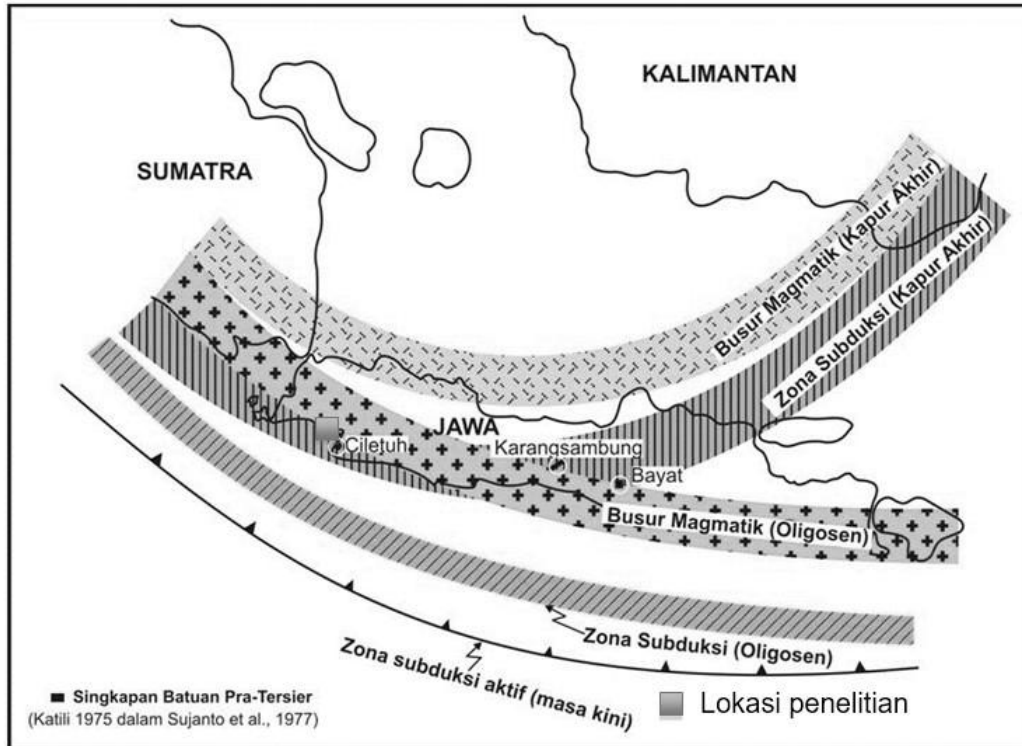 KALIMANTAN
SUMATRA
Busur Magmatik (Kapur Akhir)
Zona Subduksi (Kapur Akhir)
JAWA
Ciletuh
Karangsambung
Bayat
Busur Magmatik (Oligosen)
Zona Subduksi (Oligosen)
Zona subduksi aktif (masa kini)
Singkapan Batuan Pra-Tersier
(Katili 1975 dalam Sujanto et al., 1977)
Lokasi penelitian